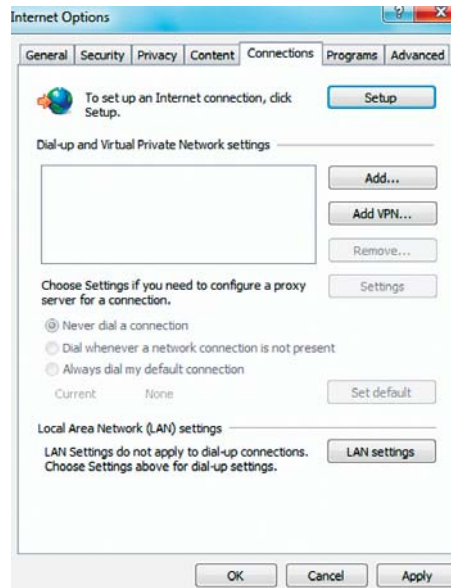 Internet Options
?
X
General Security Privacy Content Connections Programs Advanced
To set up an Internet connection, click
Setup.
Setup
Dial-up and Virtual Private Network settings
Add...
Add VPN...
Remove...
Choose Settings if you need to configure a proxy
server for a connection.
Settings
Never dial a connection
Dial whenever a network connection is not present
Always dial my default connection
Current None
Set default
Local Area Network (LAN) settings
LAN Settings do not apply to dial-up connections.
Choose Settings above for dial-up settings.
LAN settings
OK Cancel Apply